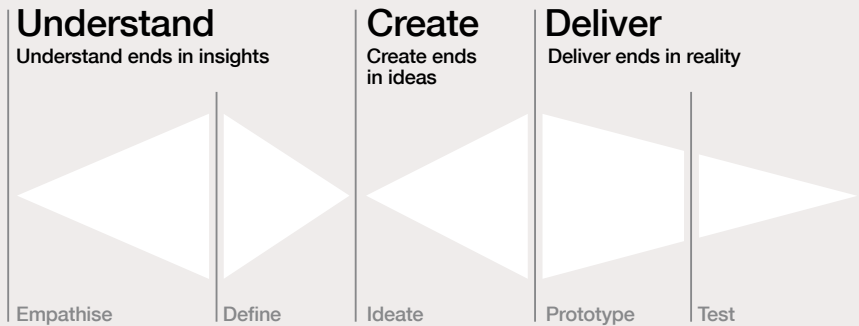 Understand
Understand ends in insights
Create
Create ends
in ideas
Deliver
Deliver ends in reality
Empathise
Define
Ideate
Prototype
Test